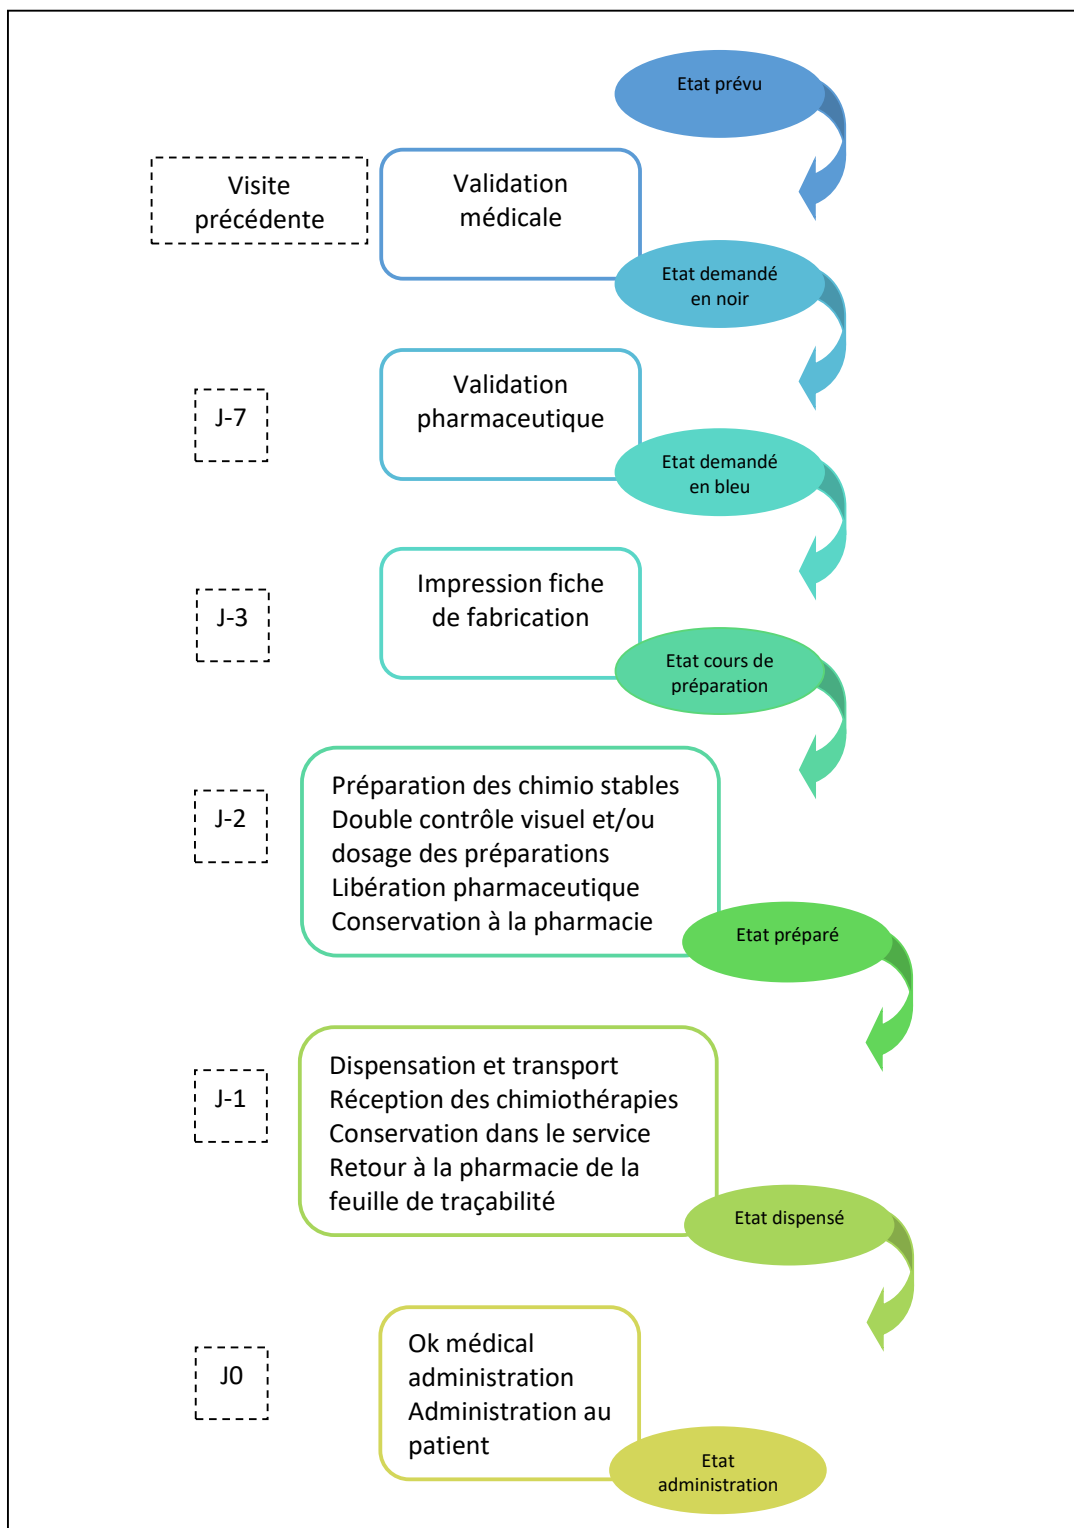 Etat prévu
Visite
précédente
Validation
médicale
Etat demandé
en noir
J-7
Validation
pharmaceutique
Etat demandé
en bleu
J-3
Impression fiche
de fabrication
Etat cours de
préparation
J-2
Préparation des chimio stables
Double contrôle visuel et/ou
dosage des préparations
Libération pharmaceutique
Conservation à la pharmacie
Etat préparé
J-1
Dispensation et transport
Réception des chimiothérapies
Conservation dans le service
Retour à la pharmacie de la
feuille de traçabilité
Etat dispensé
J0
Ok médical
administration
Administration au
patient
Etat
administration